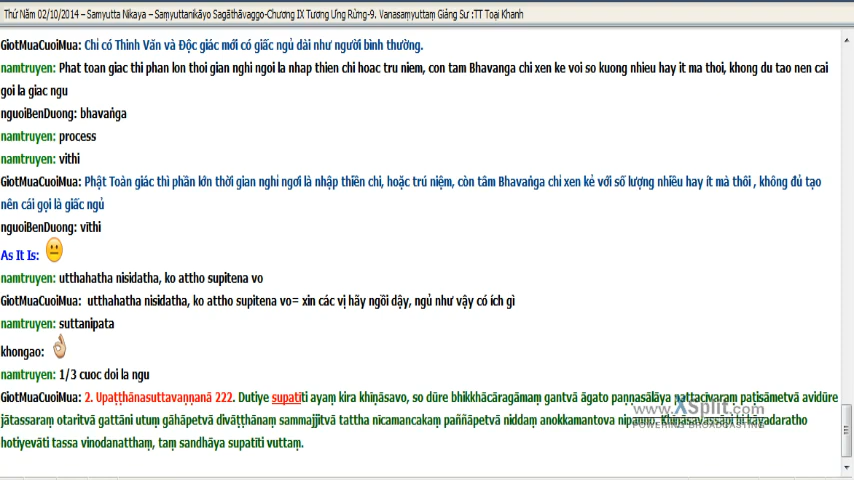 Thứ Năm 02/10/2014 – Saṃyutta Nikaya – Saṃyuttanikāyo Sagāthāvaggo-Chương IX Tương Ưng Rừng-9. Vanasaṃyuttaṃ Giảng Sư :TT Toại Khanh
GiotMuaCuoiMua: Chỉ có Thinh Văn và Độc giác mới có giấc ngủ dài như người bình thường.
namtruyen: Phat toan giac thi phan lon thoi gian nghi ngoi la nhap thien chi hoac tru niem, con tam Bhavanga chi xen ke voi so kuong nhieu hay it ma thoi, khong du tao nen cai
goi la giac ngu
nguoiBenDuong: bhavaṅga
namtruyen: process
namtruyen: vithi
GiotMuaCuoiMua: Phật Toàn giác thì phần lớn thời gian nghỉ ngơi là nhập thiền chỉ, hoặc trú niệm, còn tâm Bhavaṅga chỉ xen kẻ với số lượng nhiều hay ít mà thôi , không đủ tạo
nên cái gọi là giấc ngủ
nguoiBenDuong: vīthi
As It Is:
namtruyen: utthahatha nisidatha, ko attho supitena vo
GiotMuaCuoiMua: utthahatha nisidatha, ko attho supitena vo= xin các vị hãy ngồi dậy, ngủ như vậy có ích gì
namtruyen: suttanipata
khongao:
namtruyen: 1/3 cuoc doi la ngu
GiotMuaCuoiMua: 2. Upaṭṭhānasuttavaṇṇanā 222. Dutiye supatīti ayaṃ kira khīṇāsavo, so dūre bhikkhācāragāmaṃ gantvā āgato paṇṇasālāya pattacīvaraṃ paṭisāmetvā avidūre
jātassaraṃ otaritvā gattāni utuṃ gāhāpetvā divāṭṭhānaṃ sammajjitvā tattha nīcamancakaṃ paññāpetvā niddaṃ anokkamantova nipanno. Khīṇāsavassāpi hi kāyadaratho
hotiyevāti tassa vinodanatthaṃ, taṃ sandhāya supatīti vuttaṃ.
www.XSplit.com
POWERING BROADCASTING